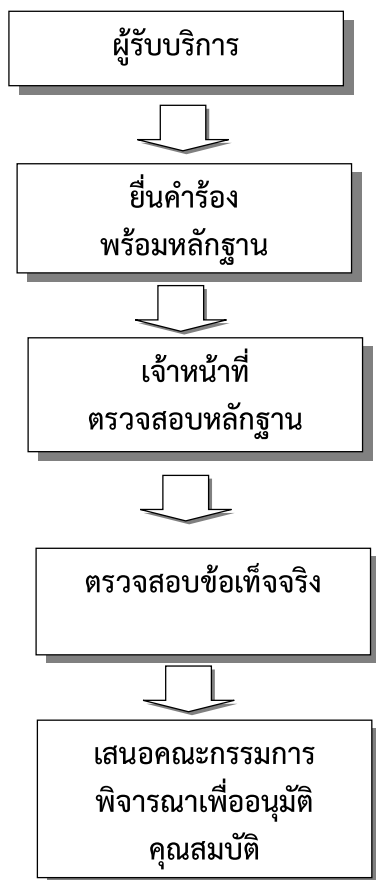 ผู้รับบริการ
ยื่นคำร้อง
พร้อมหลักฐาน
เจ้าหน้าที่
ตรวจสอบหลักฐาน
ตรวจสอบข้อเท็จจริง
เสนอคณะกรรมการ
พิจารณาเพื่ออนุมัติ
คุณสมบัติ